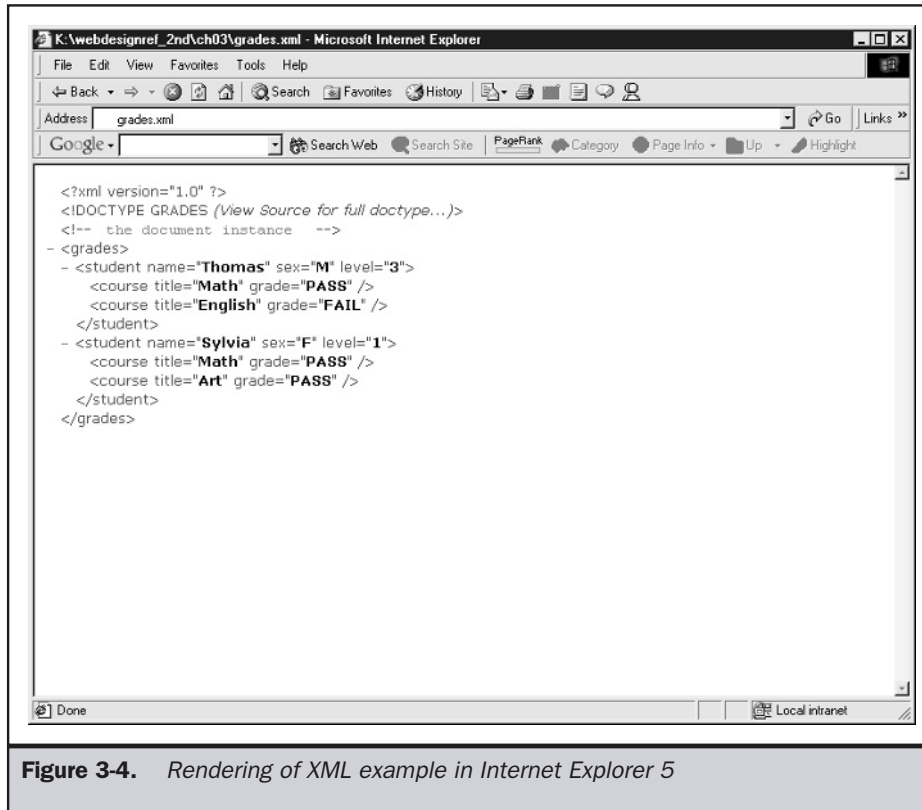 K:\webdesignref_2nd\ch03\grades.xml - Microsoft Internet Explorer
File Edit View Favorites Tools Help
Back Search Favorites History
Address grades.xml Go Links »
Google Search Web Search Site PageRank Category Page Info Up Highlight
<?xml version="1.0" ?>
<!DOCTYPE GRADES (View Source for full doctype...)>
<!-- the document instance -->
- <grades>
- <student name="Thomas" sex="M" level="3">
<course title="Math" grade="PASS" />
<course title="English" grade="FAIL" />
</student>
- <student name="Sylvia" sex="F" level="1">
<course title="Math" grade="PASS" />
<course title="Art" grade="PASS" />
</student>
</grades>
Done Local intranet
Figure 3-4. Rendering of XML example in Internet Explorer 5